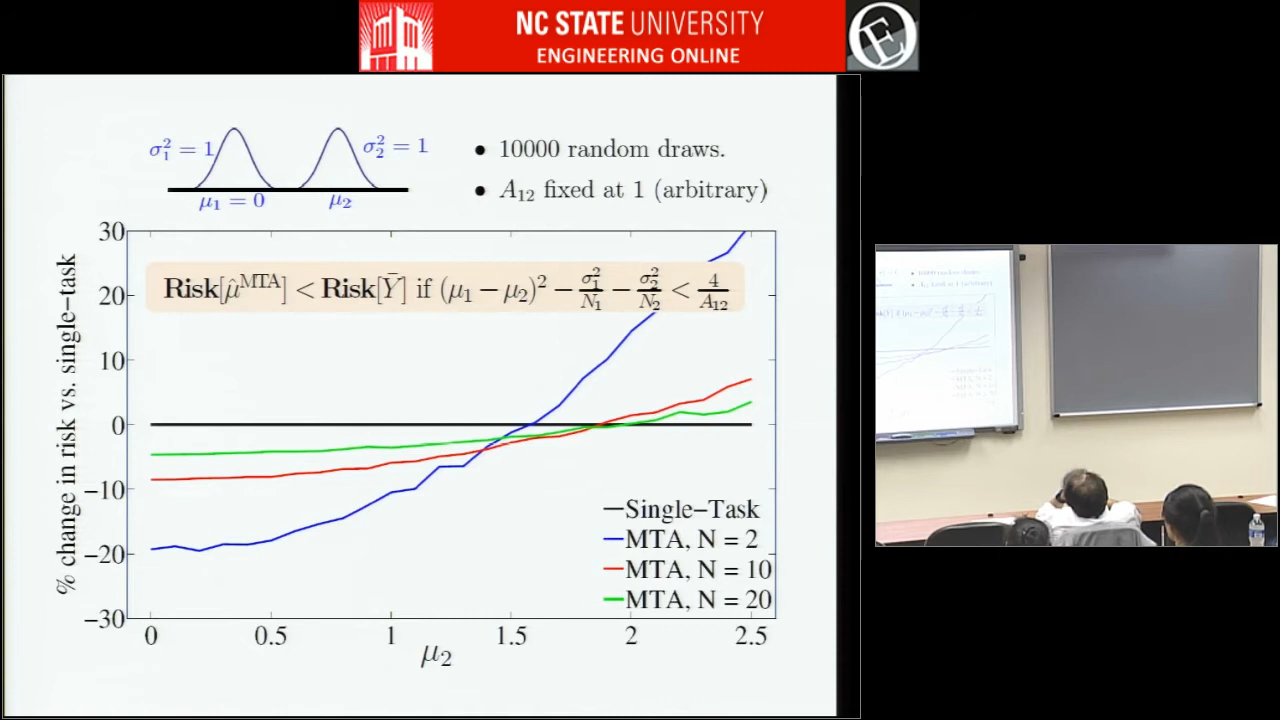 NC STATE UNIVERSITY
ENGINEERING ONLINE
σ₁² = 1
σ₂² = 1
μ₁ = 0
μ₂
• 10000 random draws.
• A₁₂ fixed at 1 (arbitrary)
Risk[μ̂ᴹᵀᴬ] < Risk[Ȳ] if (μ₁ − μ₂)² − σ₁²/N₁ − σ₂²/N₂ < 4/A₁₂
% change in risk vs. single−task
30
20
10
0
−10
−20
−30
Single−Task
MTA, N = 2
MTA, N = 10
MTA, N = 20
0 0.5 1 1.5 2 2.5
μ₂